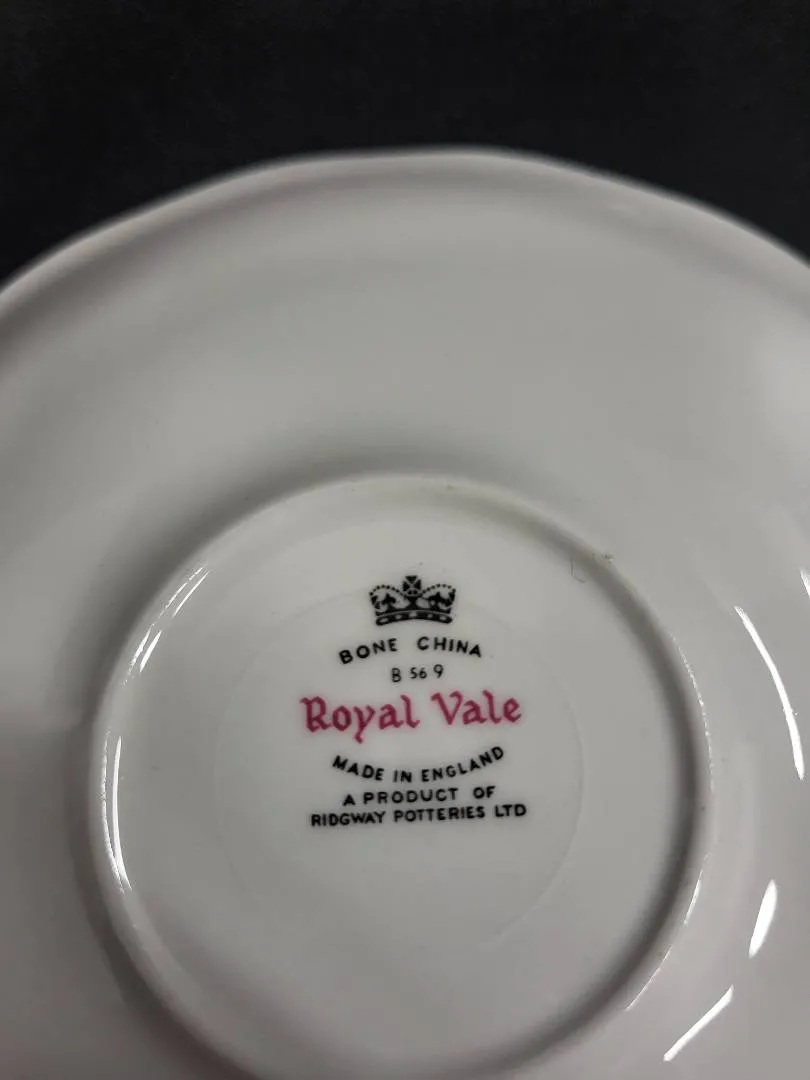 BONE CHINA
B 56 9
Royal Vale
MADE IN ENGLAND
A PRODUCT OF
RIDGWAY POTTERIES LTD